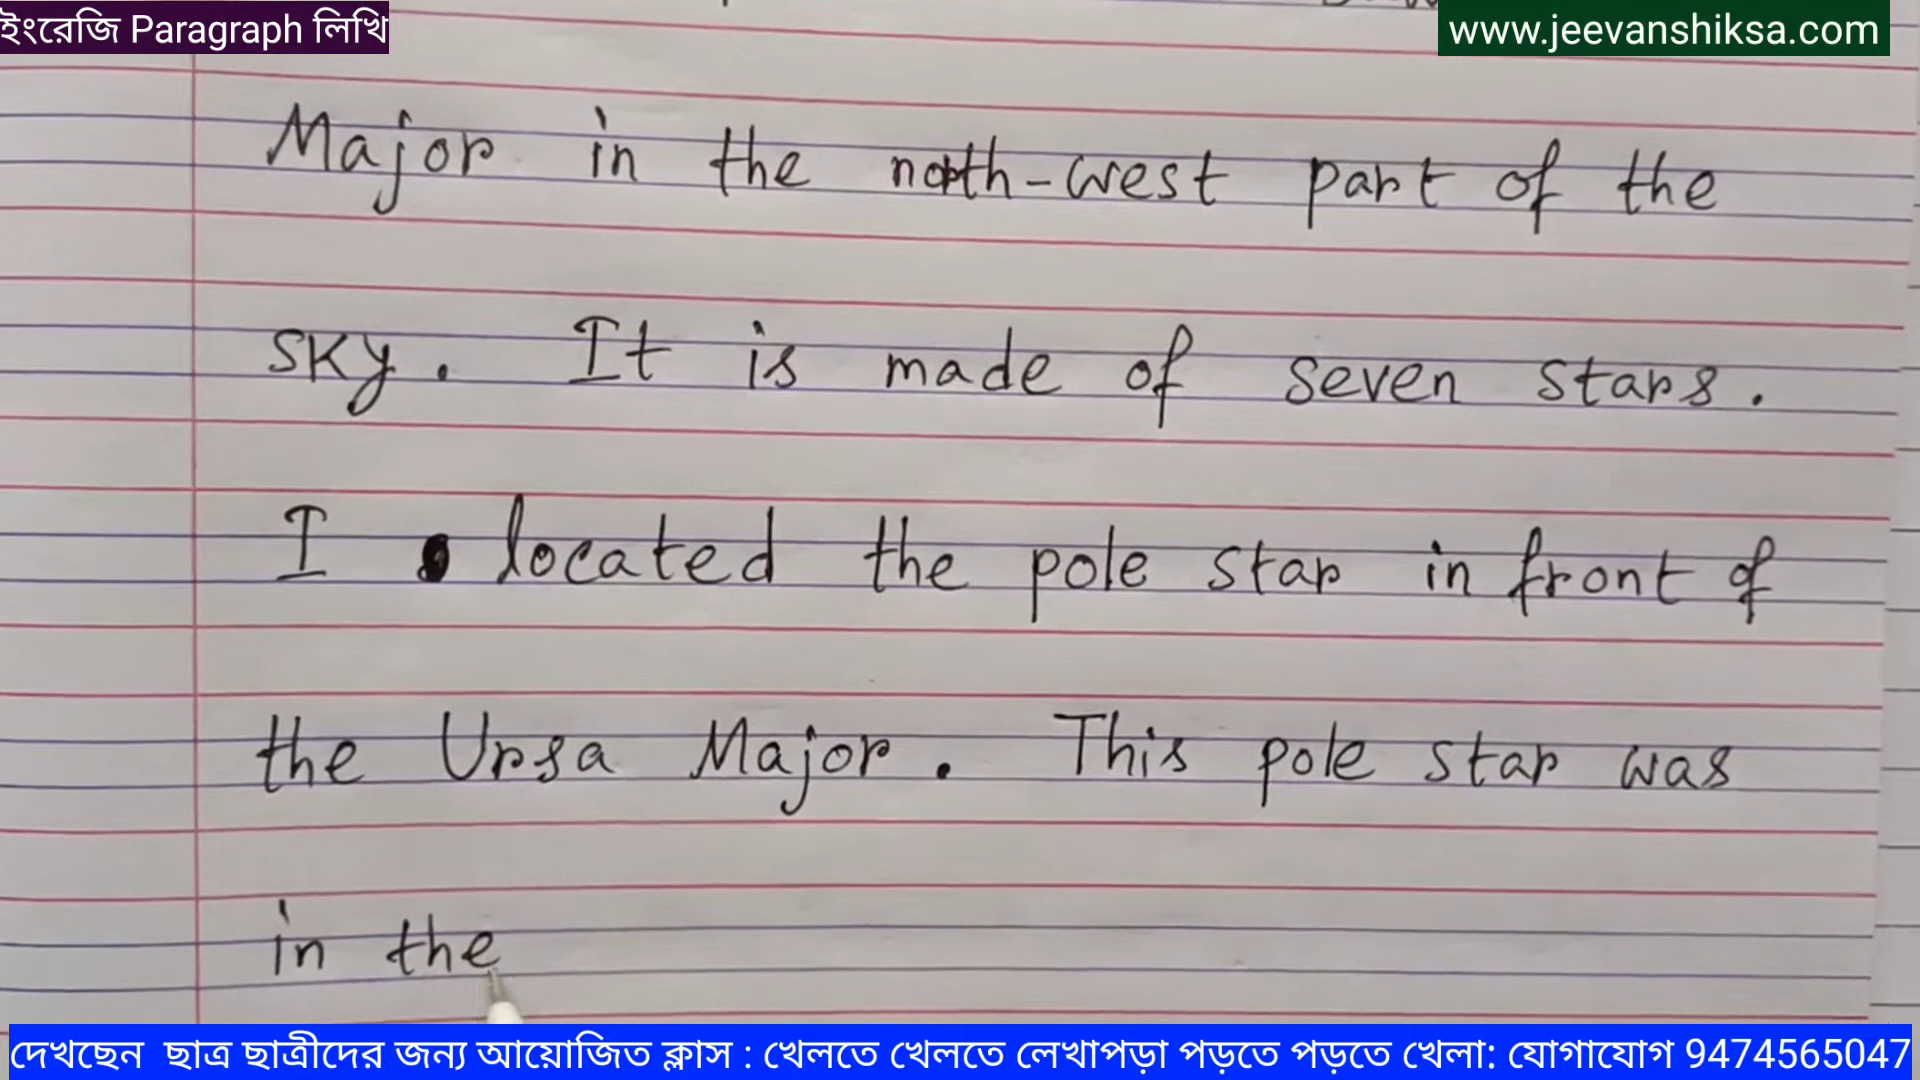 ইংরেজি Paragraph লিখি
www.jeevanshiksa.com
Major in the north-west part of the
sky. It is made of seven stars.
I located the pole star in front of
the Ursa Major. This pole star was
in the
দেখছেন ছাত্র ছাত্রীদের জন্য আয়োজিত ক্লাস : খেলতে খেলতে লেখাপড়া পড়তে পড়তে খেলা: যোগাযোগ 9474565047